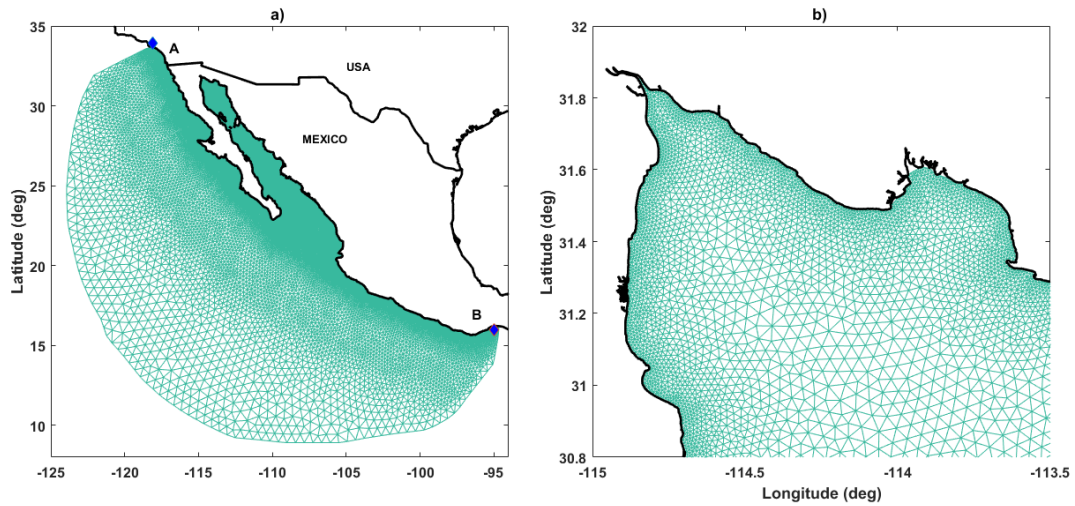 a)
35
30
25
20
15
10
Latitude (deg)
-125
-120
-115
-110
-105
-100
-95
A
USA
MEXICO
B
b)
32
31.8
31.6
31.4
31.2
31
30.8
Latitude (deg)
-115
-114.5
-114
-113.5
Longitude (deg)